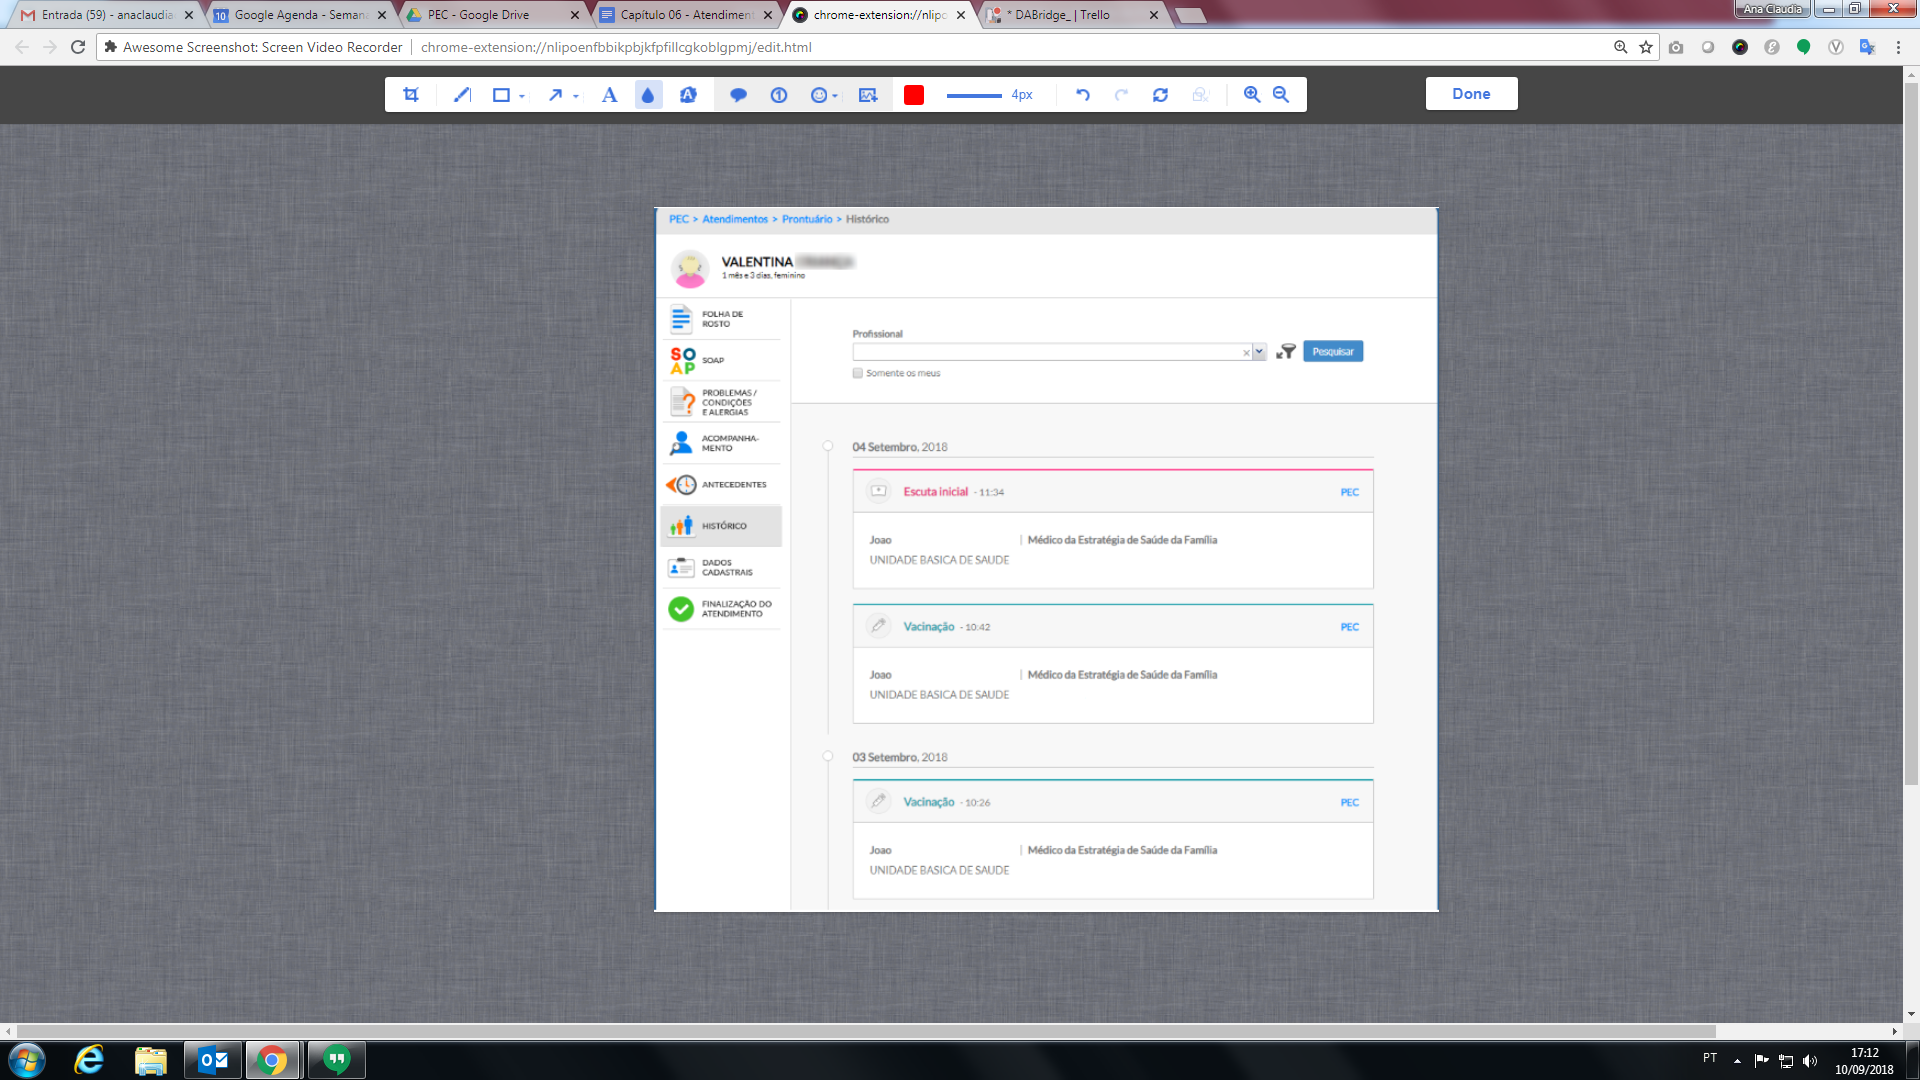 Entrada (59) - anaclaudia
10 Google Agenda - Semana
PEC - Google Drive
Capítulo 06 - Atendiment
chrome-extension://nlipo
* DABridge_ | Trello
Ana Claudia
Awesome Screenshot: Screen Video Recorder
chrome-extension://nlipoenfbbikpbjkfpfillcgkoblgpmj/edit.html
A
4px
Done
PEC > Atendimentos > Prontuário > Histórico
VALENTINA
1 mês e 3 dias, feminino
FOLHA DE
ROSTO
SOAP
SOAP
PROBLEMAS /
CONDIÇÕES
E ALERGIAS
ACOMPANHA-
MENTO
ANTECEDENTES
HISTÓRICO
DADOS
CADASTRAIS
FINALIZAÇÃO DO
ATENDIMENTO
Profissional
Pesquisar
Somente os meus
04 Setembro, 2018
Escuta inicial - 11:34 PEC
Joao | Médico da Estratégia de Saúde da Família
UNIDADE BASICA DE SAUDE
Vacinação - 10:42 PEC
Joao | Médico da Estratégia de Saúde da Família
UNIDADE BASICA DE SAUDE
03 Setembro, 2018
Vacinação - 10:26 PEC
Joao | Médico da Estratégia de Saúde da Família
UNIDADE BASICA DE SAUDE
PT
17:12
10/09/2018